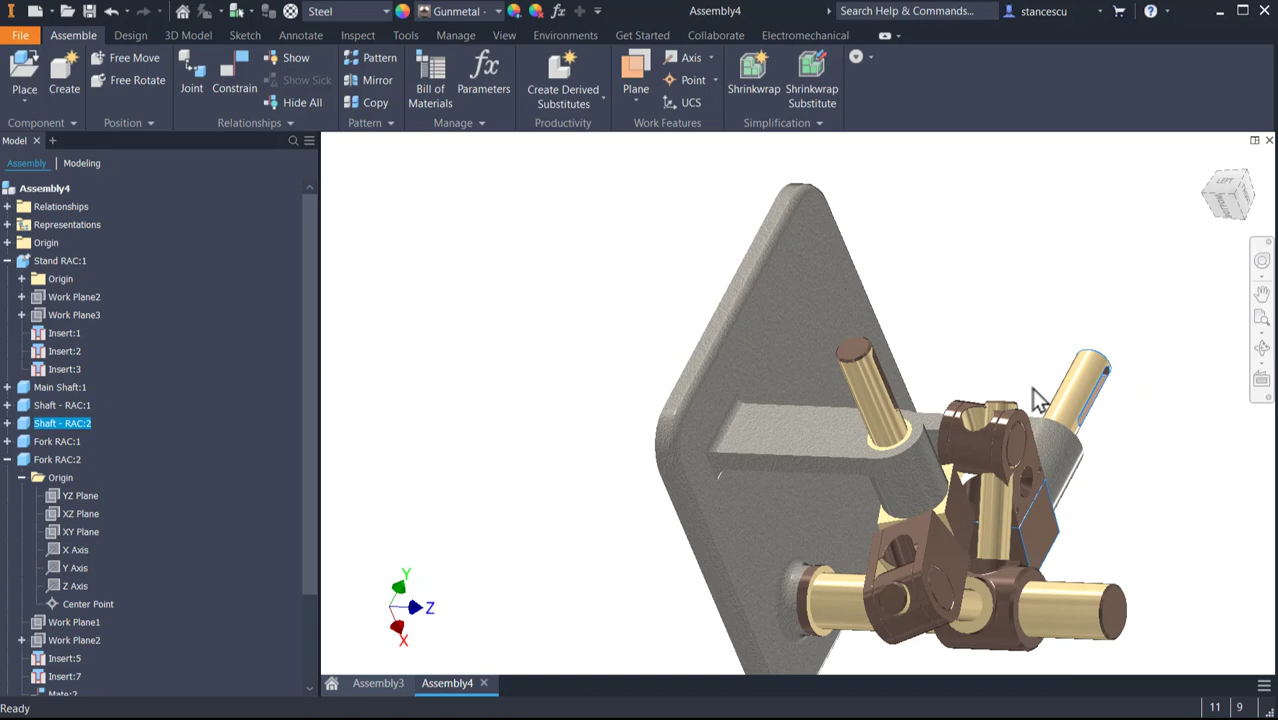 Steel
Gunmetal
fx
Assembly4
Search Help & Commands...
stancescu
File
Assemble
Design
3D Model
Sketch
Annotate
Inspect
Tools
Manage
View
Environments
Get Started
Collaborate
Electromechanical
Place
Create
Free Move
Free Rotate
Component
Position
Joint
Constrain
Show
Show Sick
Hide All
Relationships
Pattern
Mirror
Copy
Pattern
Bill of
Materials
fx
Parameters
Manage
Create Derived
Substitutes
Productivity
Plane
Axis
Point
UCS
Work Features
Shrinkwrap
Shrinkwrap
Substitute
Simplification
Model
Assembly
Modeling
Assembly4
Relationships
Representations
Origin
Stand RAC:1
Origin
Work Plane2
Work Plane3
Insert:1
Insert:2
Insert:3
Main Shaft:1
Shaft - RAC:1
Shaft - RAC:2
Fork RAC:1
Fork RAC:2
Origin
YZ Plane
XZ Plane
XY Plane
X Axis
Y Axis
Z Axis
Center Point
Work Plane1
Work Plane2
Insert:5
Insert:7
Mate:2
LEFT
BOTTOM
Y
Z
X
Assembly3
Assembly4
Ready
11
9